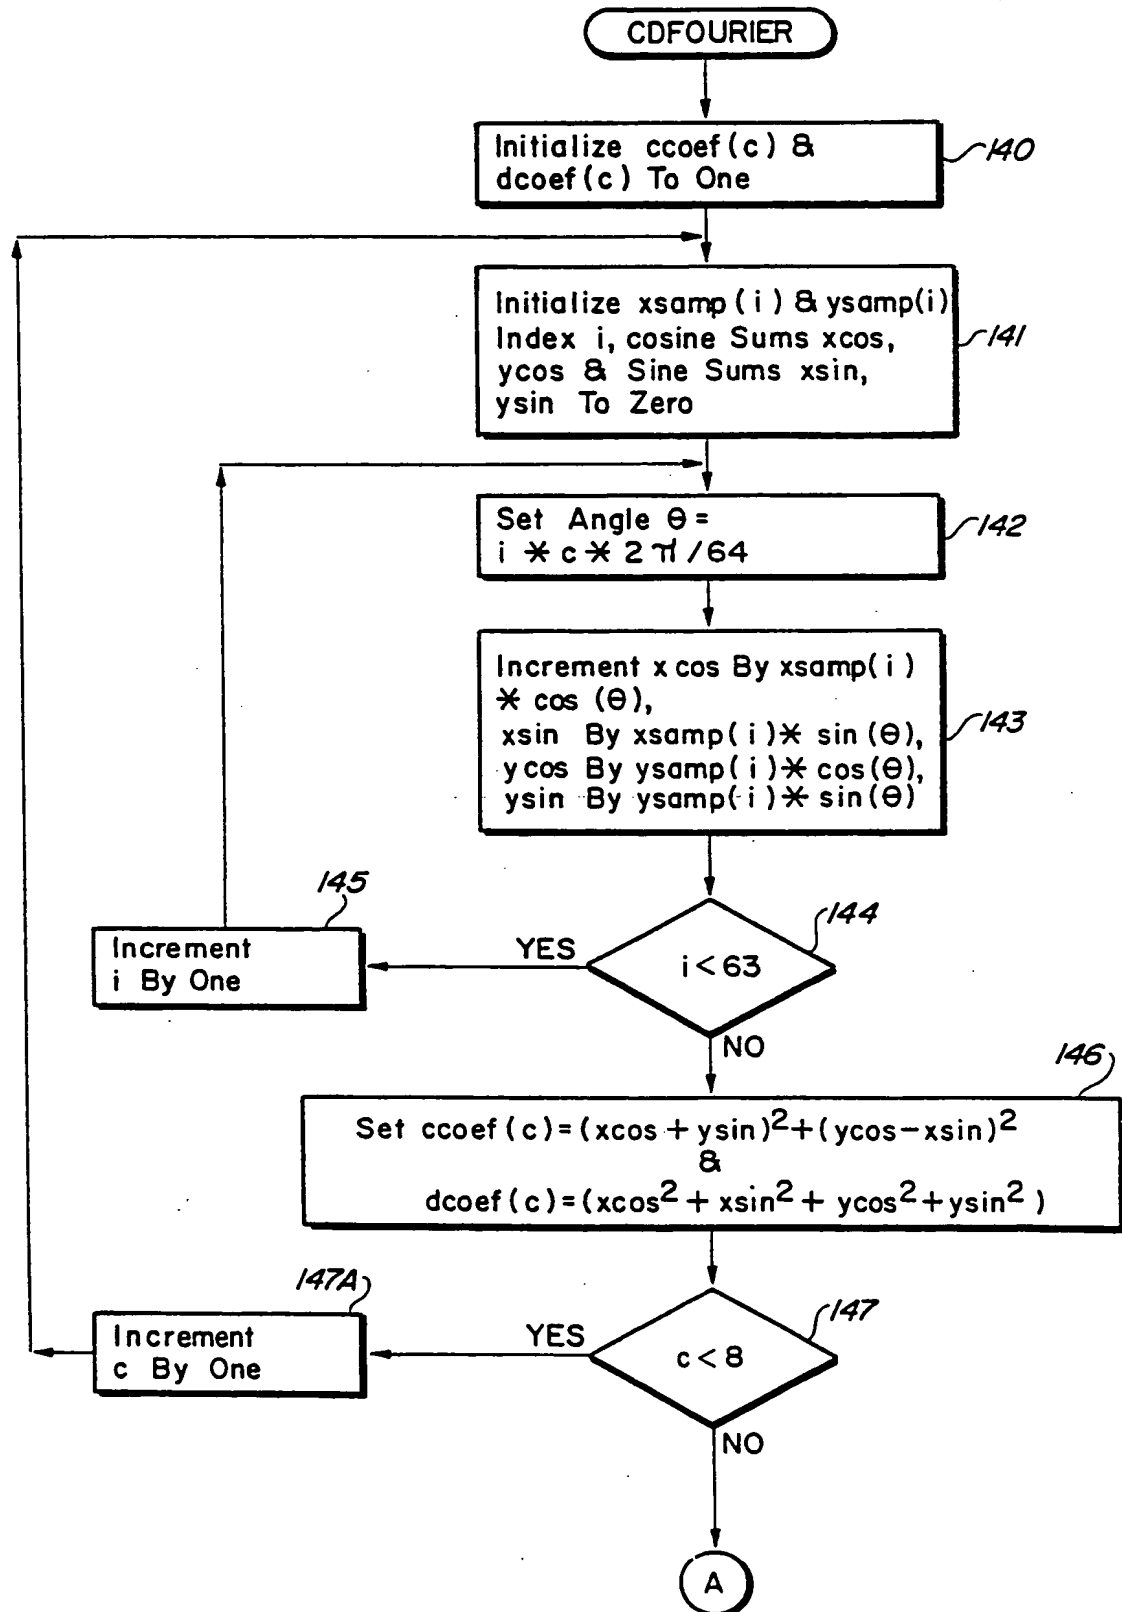 CDFOURIER
Initialize ccoef(c) &
dcoef(c) To One
140
Initialize xsamp(i) & ysamp(i)
Index i, cosine Sums xcos,
ycos & Sine Sums xsin,
ysin To Zero
141
Set Angle θ=
i * c * 2π/64
142
Increment xcos By xsamp(i)
* cos (θ),
xsin By xsamp(i)* sin(θ),
ycos By ysamp(i)* cos(θ),
ysin By ysamp(i)* sin(θ)
143
145
Increment
i By One
YES
i<63
144
NO
146
Set ccoef(c)=(xcos+ysin)²+(ycos-xsin)²
&
dcoef(c)=(xcos²+xsin²+ycos²+ysin²)
147A
Increment
c By One
YES
c<8
147
NO
A